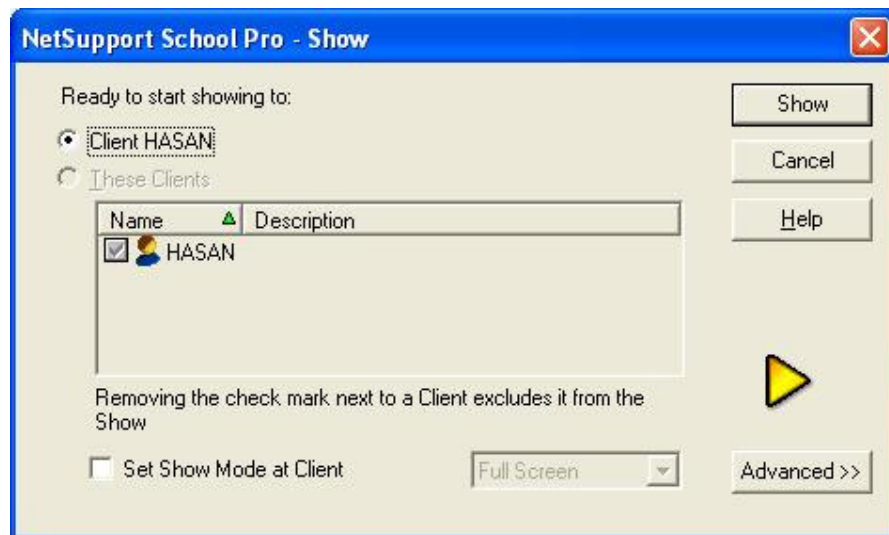 NetSupport School Pro - Show
Ready to start showing to:
Client HASAN
These Clients
Name Description
HASAN
Removing the check mark next to a Client excludes it from the
Show
Set Show Mode at Client Full Screen
Show
Cancel
Help
Advanced >>